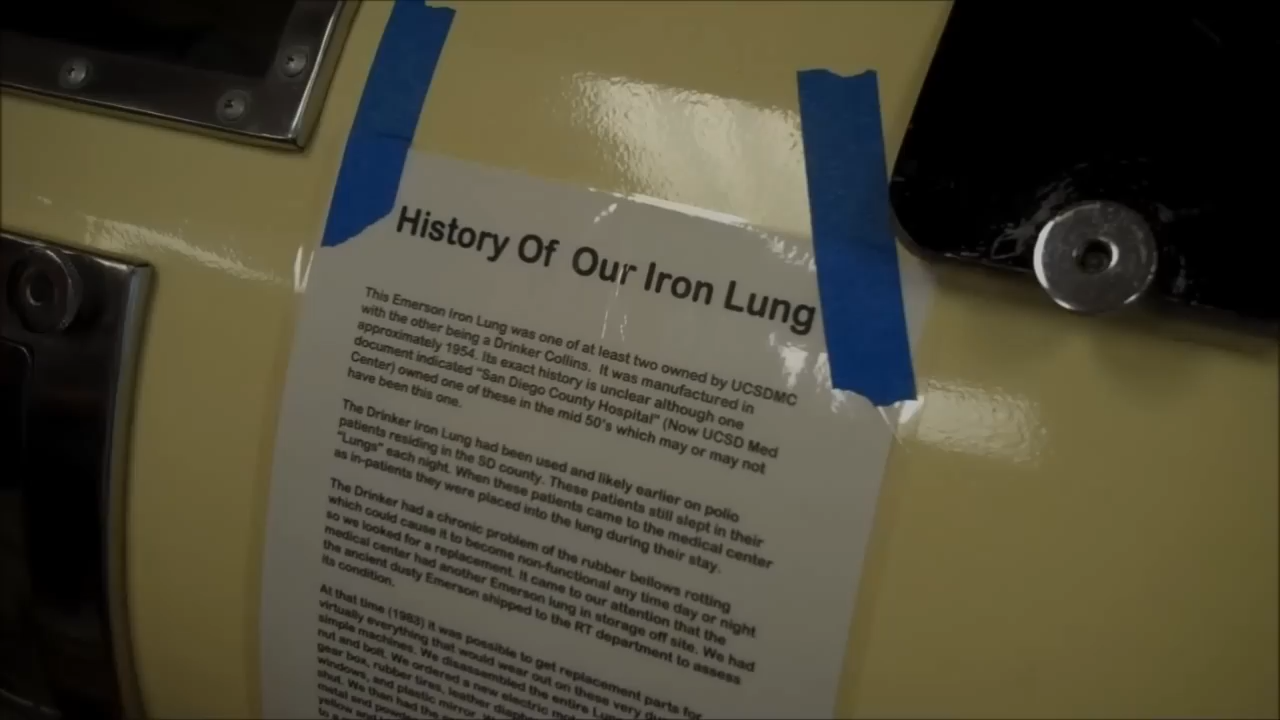 History Of Our Iron Lung
This Emerson Iron Lung was one of at least two owned by UCSDMC
with the other being a Drinker Collins. It was manufactured in
approximately 1954. Its exact history is unclear although one
document indicated "San Diego County Hospital" (Now UCSD Med
Center) owned one of these in the mid 50's which may or may not
have been this one.
The Drinker Iron Lung had been used and likely earlier on polio
patients residing in the SD county. These patients still slept in their
"Lungs" each night. When these patients came to the medical center
as in-patients they were placed into the lung during their stay.
The Drinker had a chronic problem of the rubber bellows rotting
which could cause it to become non-functional any time day or night
so we looked for a replacement. It came to our attention that the
medical center had another Emerson lung in storage off site. We had
the ancient dusty Emerson shipped to the RT department to assess
its condition.
At that time (1983) it was possible to get replacement parts for
virtually everything that would wear out on these very
simple machines. We disassembled the entire
nut and bolt. We ordered a new electric
gear box, rubber tires, leather
windows, and plastic mirror.
shut. We than had the
metal and
yellow and